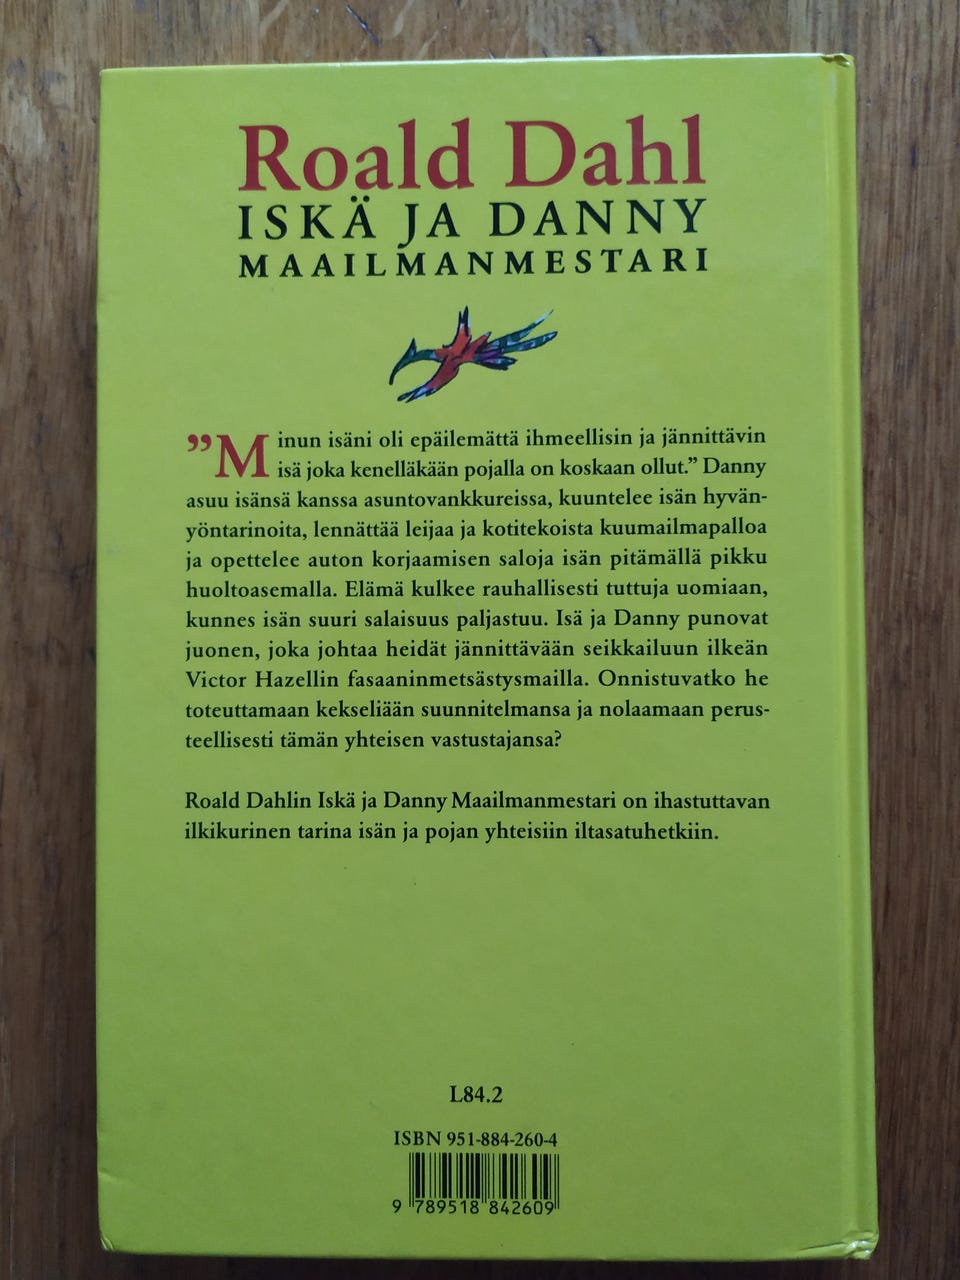 Roald Dahl
ISKÄ JA DANNY
MAAILMANMESTARI
”Minun isäni oli epäilemättä ihmeellisin ja jännittävin
isä joka kenelläkään pojalla on koskaan ollut.” Danny
asuu isänsä kanssa asuntovankkureissa, kuuntelee isän hyvän-
yöntarinoita, lennättää leijaa ja kotitekoista kuumailmapalloa
ja opettelee auton korjaamisen saloja isän pitämällä pikku
huoltoasemalla. Elämä kulkee rauhallisesti tuttuja uomiaan,
kunnes isän suuri salaisuus paljastuu. Isä ja Danny punovat
juonen, joka johtaa heidät jännittävään seikkailuun ilkeän
Victor Hazellin fasaaninmetsästysmailla. Onnistuvatko he
toteuttamaan kekseliään suunnitelmansa ja nolaamaan perus-
teellisesti tämän yhteisen vastustajansa?
Roald Dahlin Iskä ja Danny Maailmanmestari on ihastuttavan
ilkikurinen tarina isän ja pojan yhteisiin iltasatuhetkiin.
L84.2
ISBN 951-884-260-4
9 789518 842609